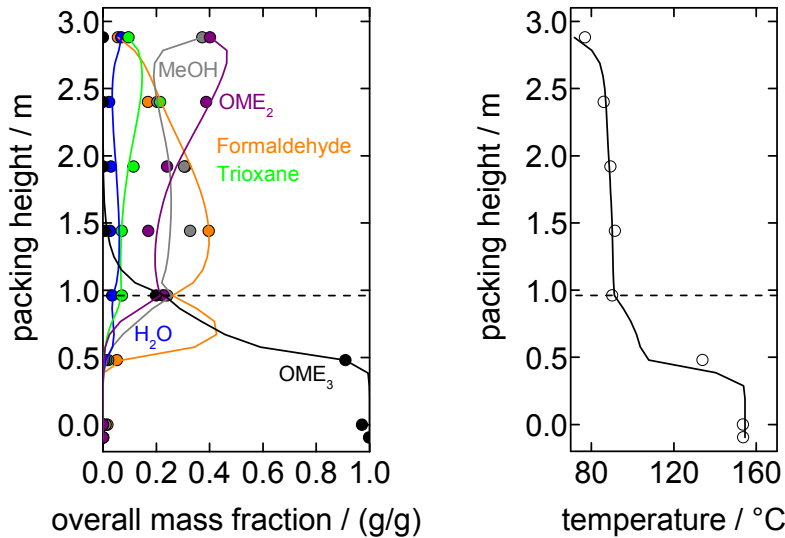 3.0
2.5
2.0
1.5
1.0
0.5
0.0
packing height / m
MeOH
OME₂
Formaldehyde
Trioxane
H₂O
OME₃
0.0 0.2 0.4 0.6 0.8 1.0
overall mass fraction / (g/g)
3.0
2.5
2.0
1.5
1.0
0.5
0.0
packing height / m
80 120 160
temperature / °C